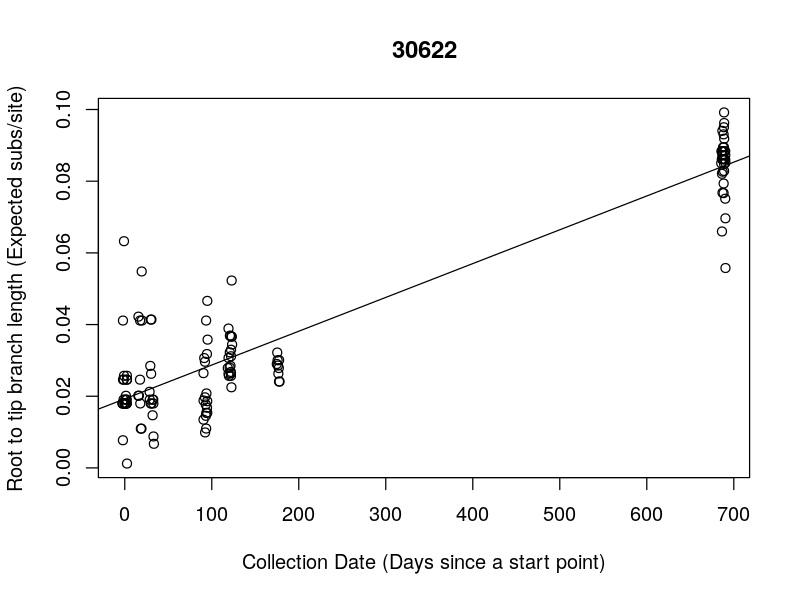 30622
Root to tip branch length (Expected subs/site)
0.10
0.08
0.06
0.04
0.02
0.00
0 100 200 300 400 500 600 700
Collection Date (Days since a start point)